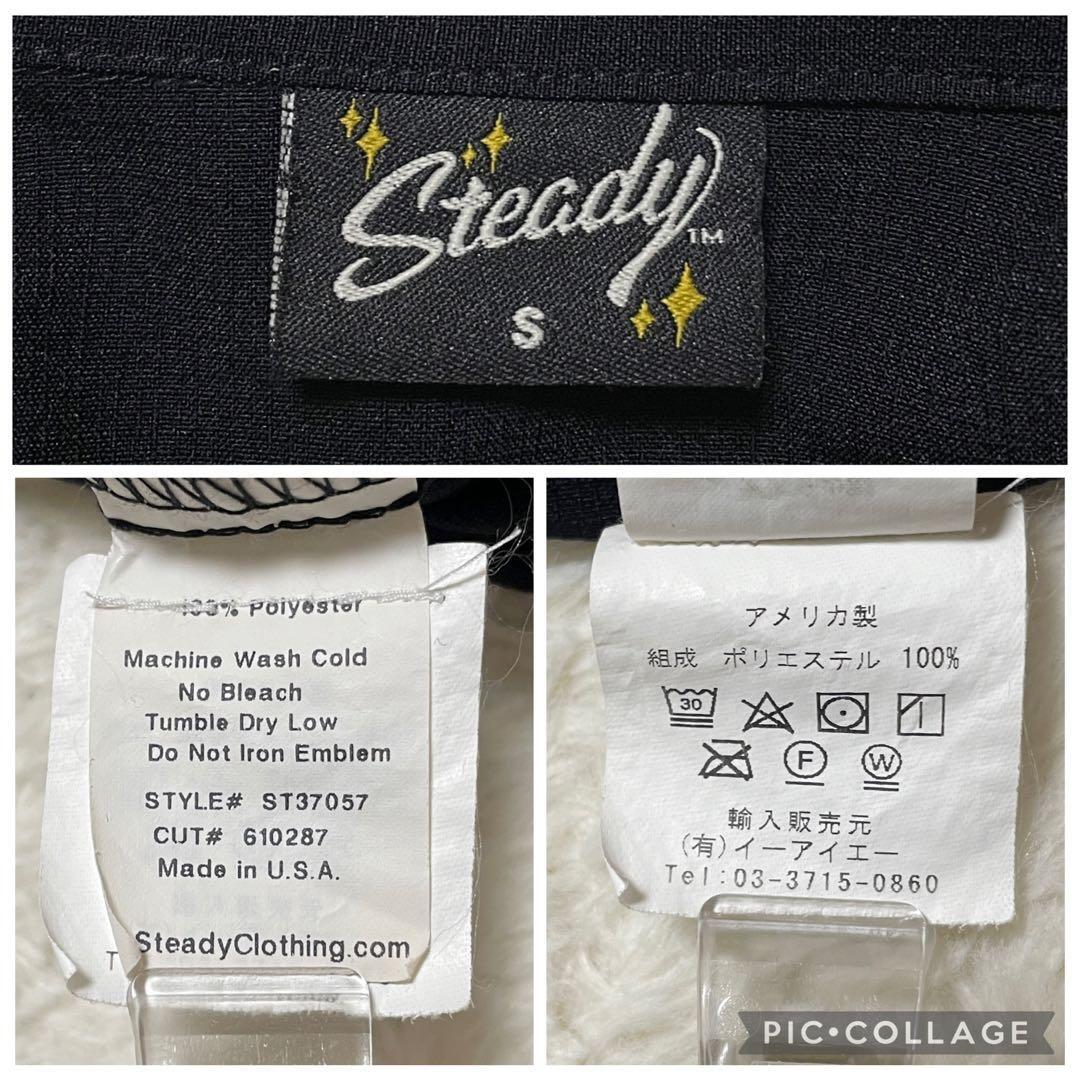 Steady™
S
100% Polyester
Machine Wash Cold
No Bleach
Tumble Dry Low
Do Not Iron Emblem
STYLE# ST37057
CUT# 610287
Made in U.S.A.
SteadyClothing.com
T
アメリカ製
組成 ポリエステル 100%
30
F
W
輸入販売元
(有)イーアイエー
Tel:03-3715-0860
PIC•COLLAGE